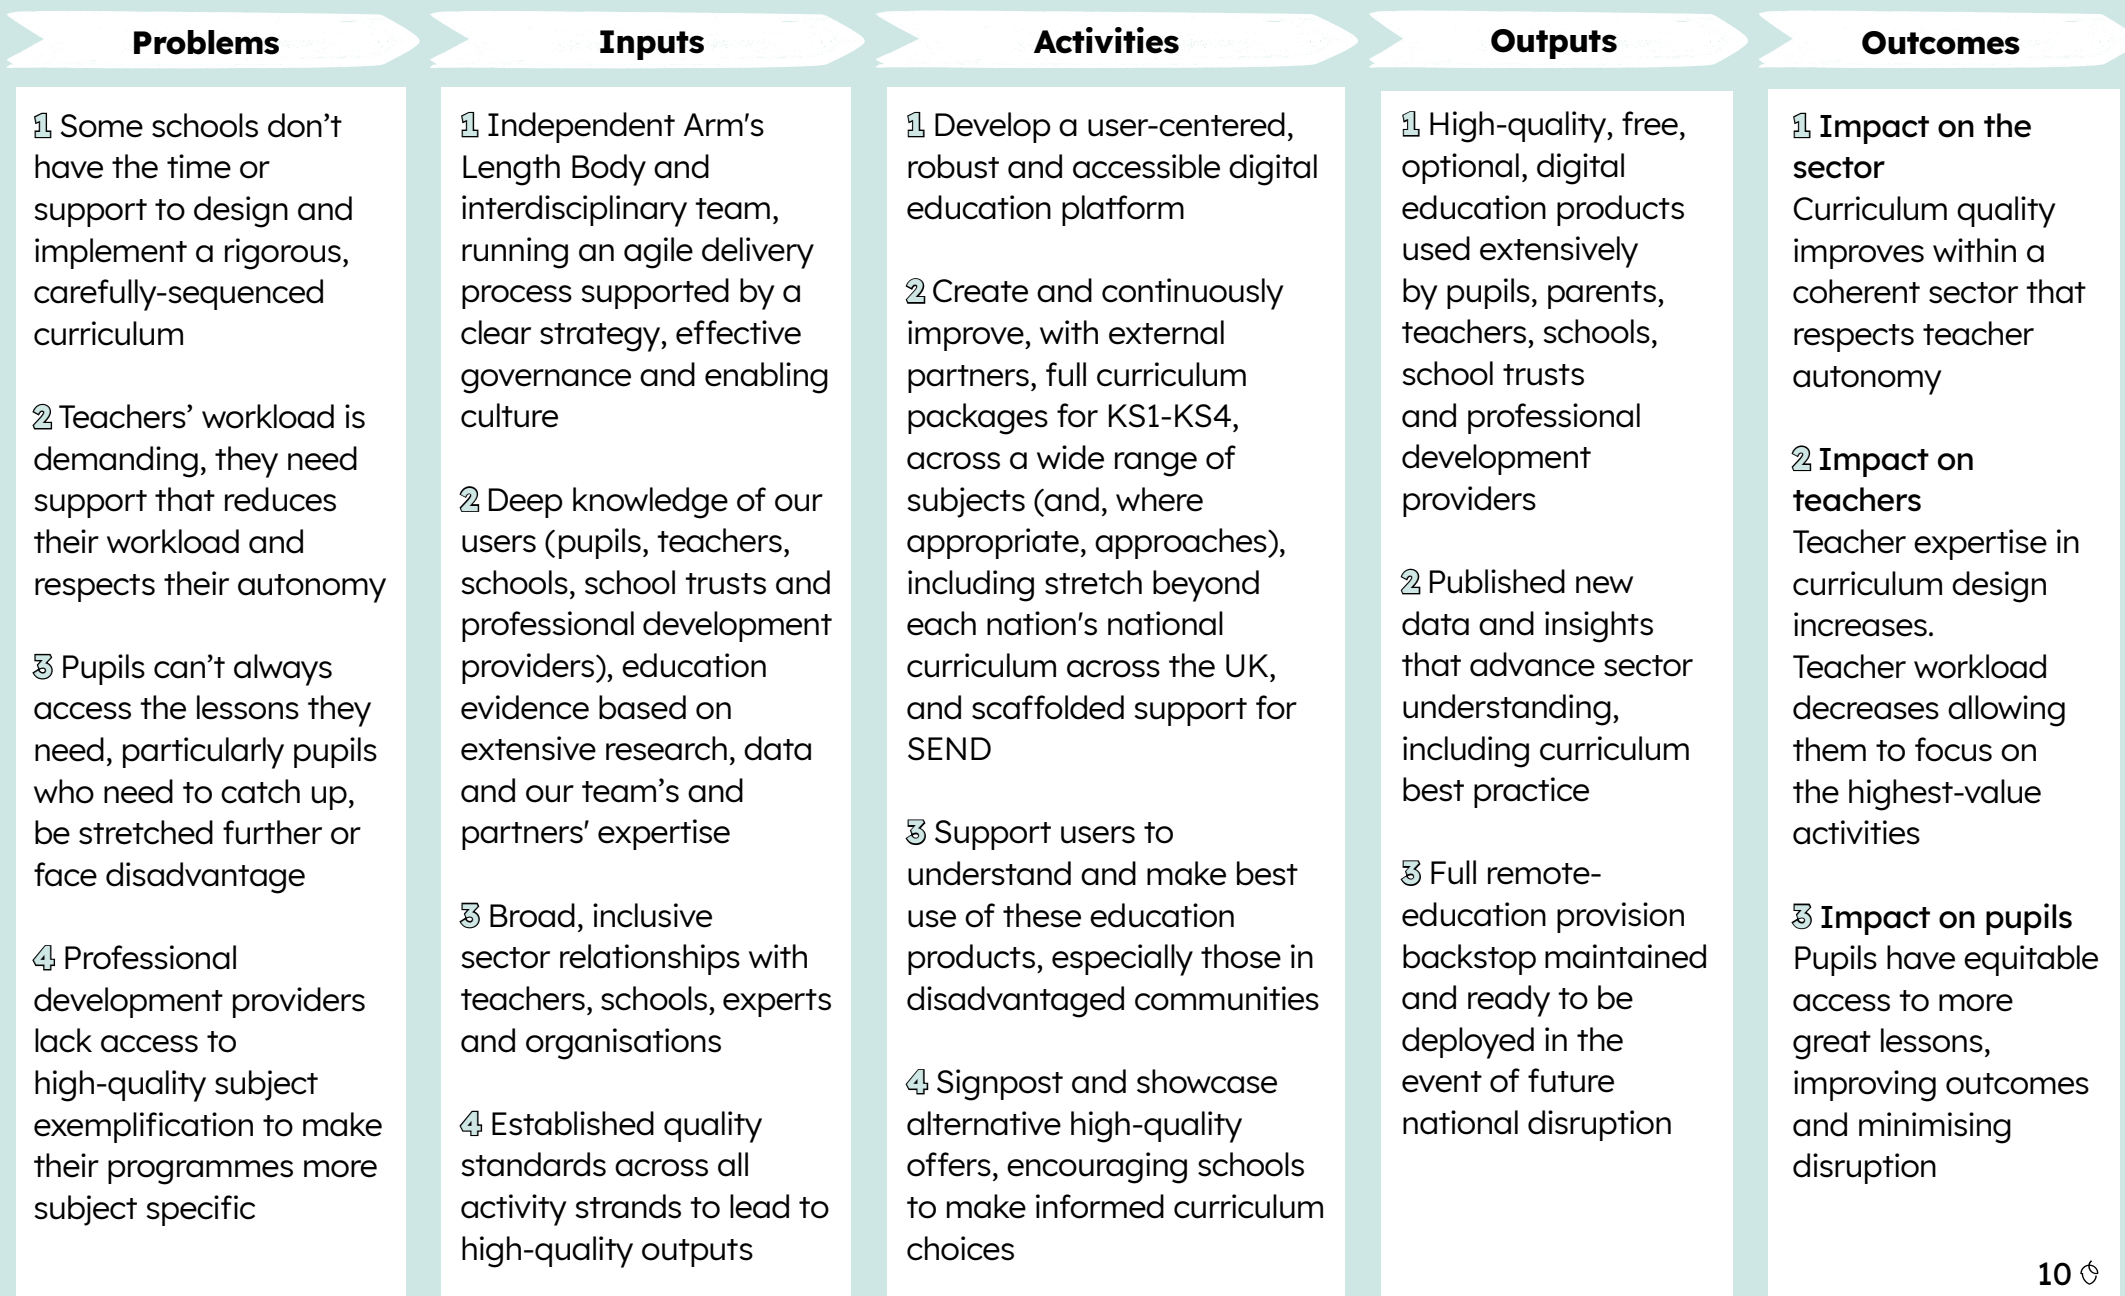 Problems
1 Some schools don’t
have the time or
support to design and
implement a rigorous,
carefully-sequenced
curriculum
2 Teachers’ workload is
demanding, they need
support that reduces
their workload and
respects their autonomy
3 Pupils can’t always
access the lessons they
need, particularly pupils
who need to catch up,
be stretched further or
face disadvantage
4 Professional
development providers
lack access to
high-quality subject
exemplification to make
their programmes more
subject specific
Inputs
1 Independent Arm's
Length Body and
interdisciplinary team,
running an agile delivery
process supported by a
clear strategy, effective
governance and enabling
culture
2 Deep knowledge of our
users (pupils, teachers,
schools, school trusts and
professional development
providers), education
evidence based on
extensive research, data
and our team’s and
partners' expertise
3 Broad, inclusive
sector relationships with
teachers, schools, experts
and organisations
4 Established quality
standards across all
activity strands to lead to
high-quality outputs
Activities
1 Develop a user-centered,
robust and accessible digital
education platform
2 Create and continuously
improve, with external
partners, full curriculum
packages for KS1-KS4,
across a wide range of
subjects (and, where
appropriate, approaches),
including stretch beyond
each nation's national
curriculum across the UK,
and scaffolded support for
SEND
3 Support users to
understand and make best
use of these education
products, especially those in
disadvantaged communities
4 Signpost and showcase
alternative high-quality
offers, encouraging schools
to make informed curriculum
choices
Outputs
1 High-quality, free,
optional, digital
education products
used extensively
by pupils, parents,
teachers, schools,
school trusts
and professional
development
providers
2 Published new
data and insights
that advance sector
understanding,
including curriculum
best practice
3 Full remote-
education provision
backstop maintained
and ready to be
deployed in the
event of future
national disruption
Outcomes
1 Impact on the
sector
Curriculum quality
improves within a
coherent sector that
respects teacher
autonomy
2 Impact on
teachers
Teacher expertise in
curriculum design
increases.
Teacher workload
decreases allowing
them to focus on
the highest-value
activities
3 Impact on pupils
Pupils have equitable
access to more
great lessons,
improving outcomes
and minimising
disruption
10